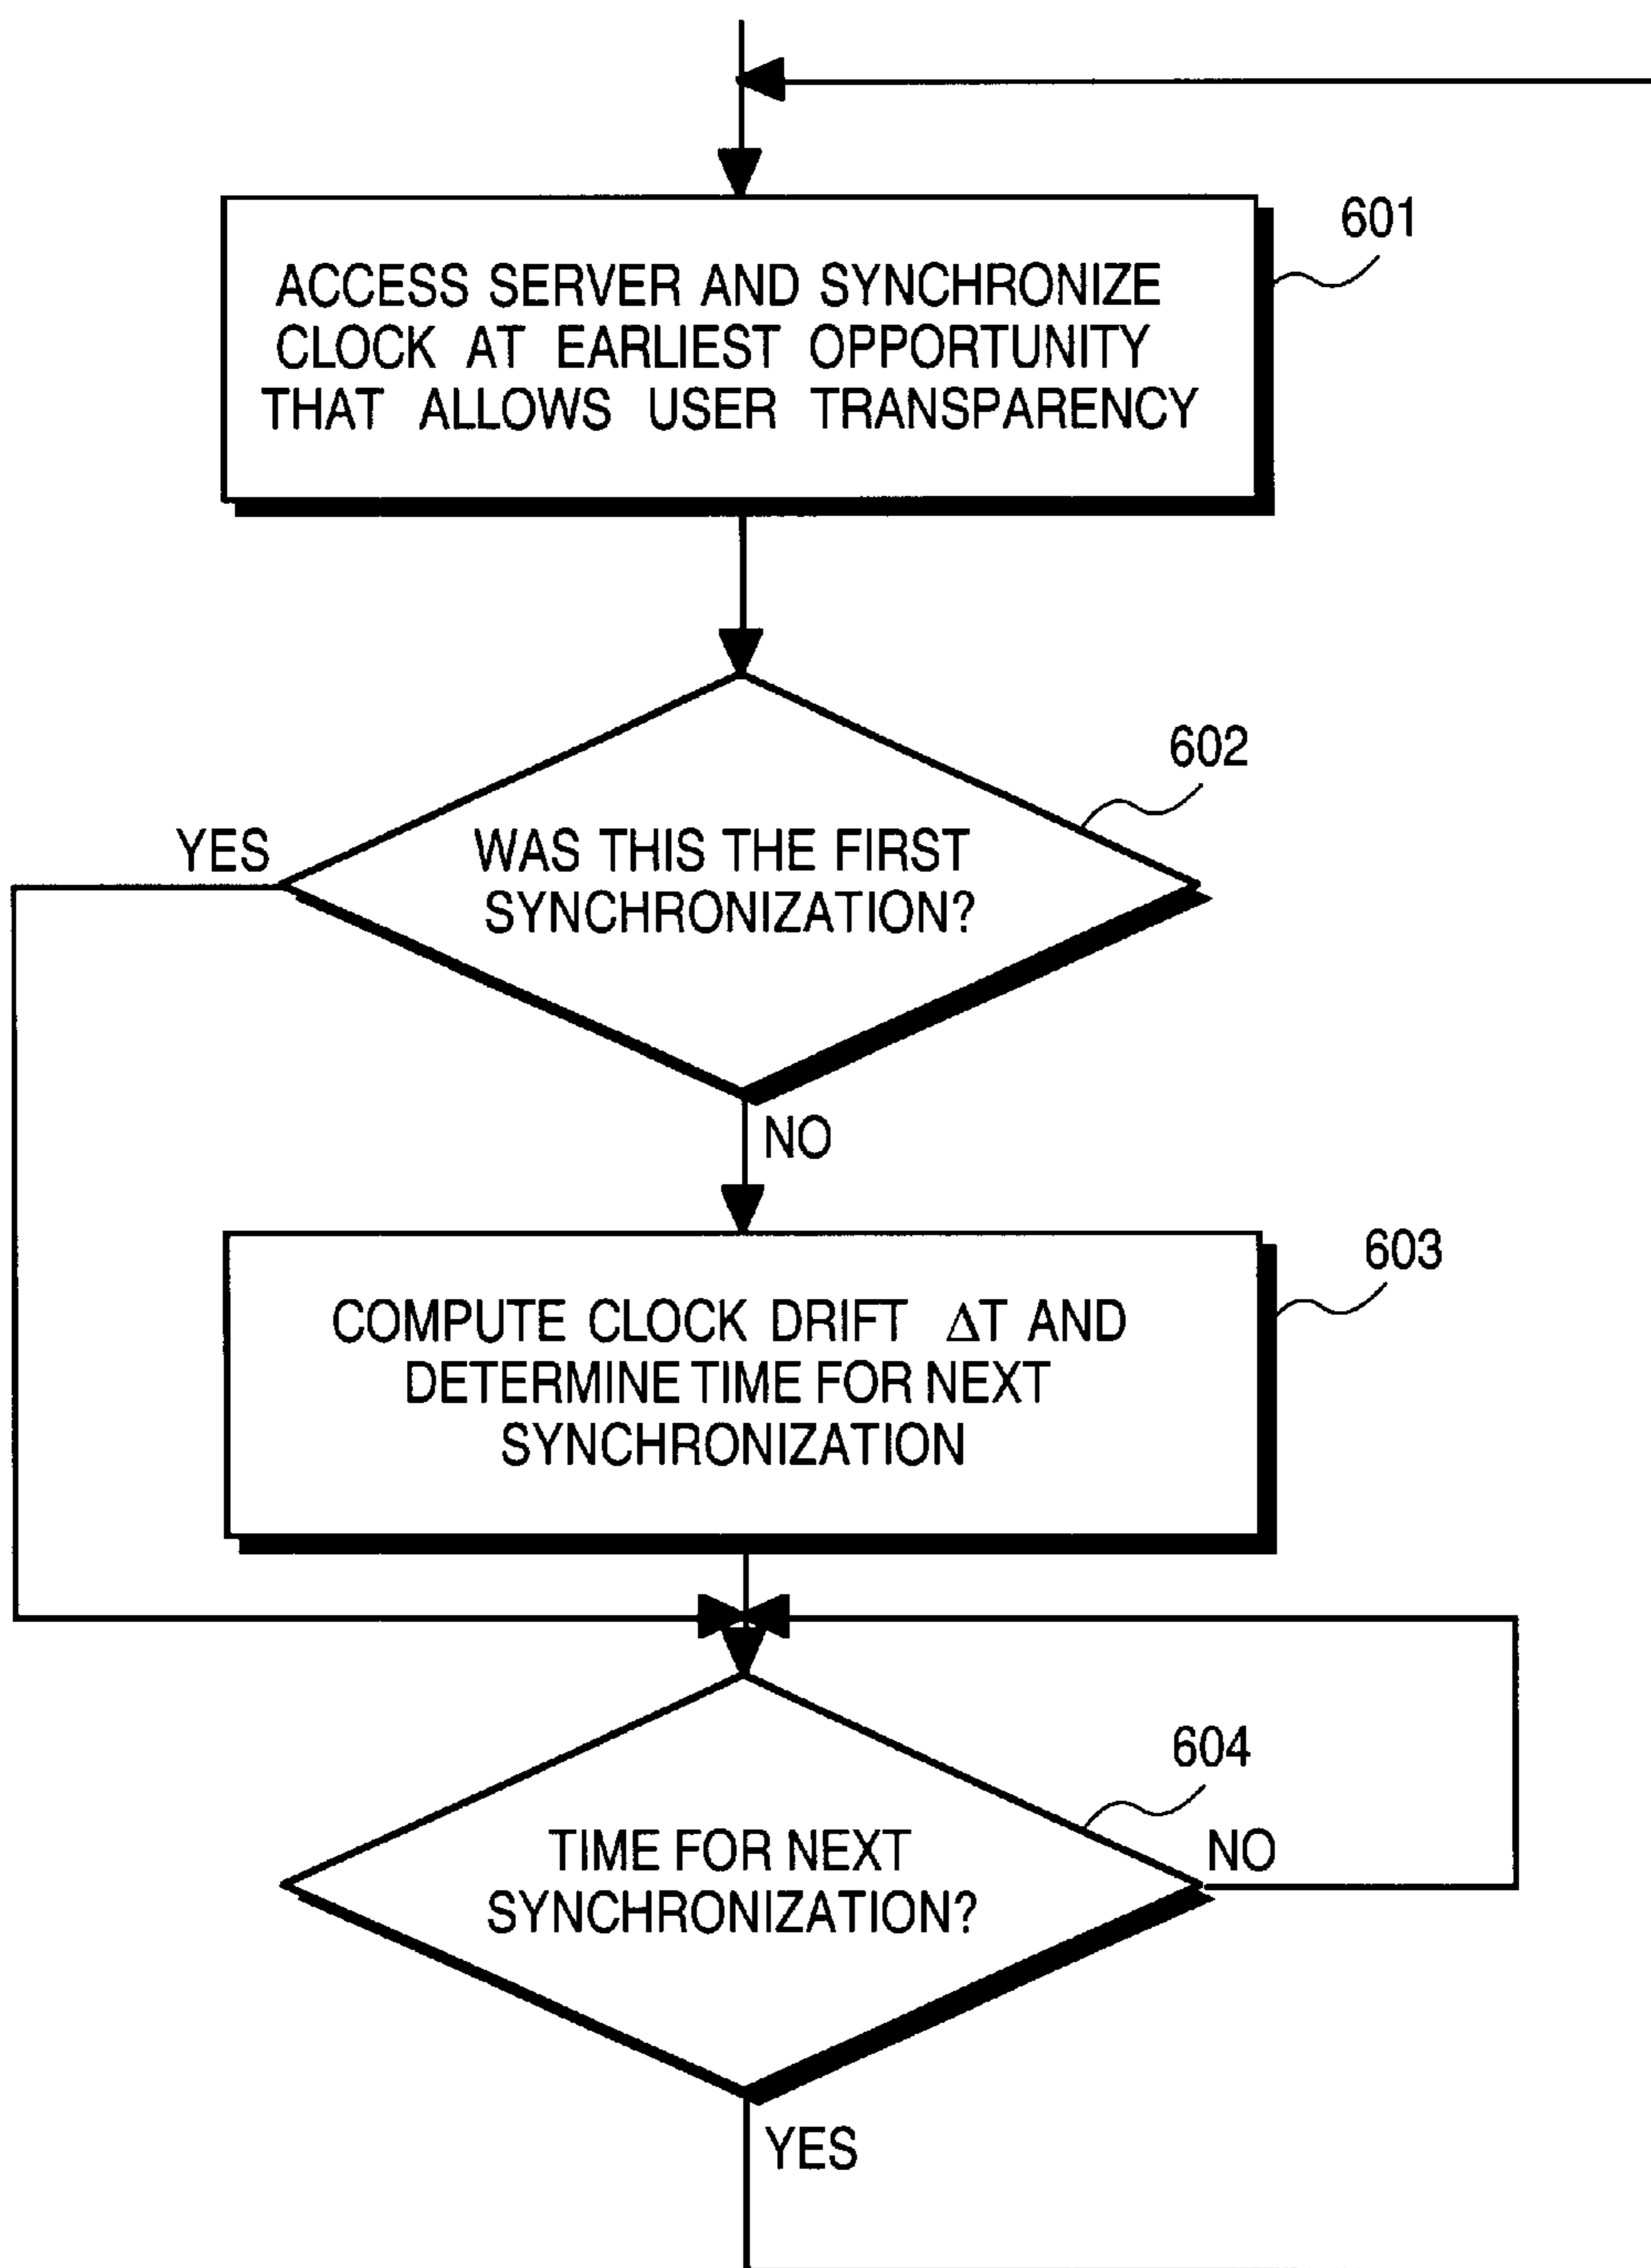 601
ACCESS SERVER AND SYNCHRONIZE
CLOCK AT EARLIEST OPPORTUNITY
THAT ALLOWS USER TRANSPARENCY
602
YES
WAS THIS THE FIRST
SYNCHRONIZATION?
NO
603
COMPUTE CLOCK DRIFT ΔT AND
DETERMINE TIME FOR NEXT
SYNCHRONIZATION
604
TIME FOR NEXT
SYNCHRONIZATION?
NO
YES